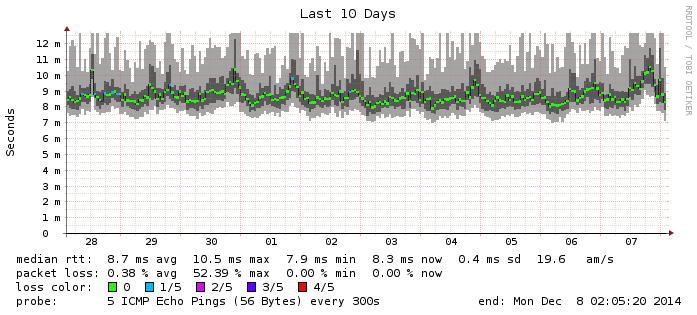 Last 10 Days
RRDTOOL / TOBI OETIKER
Seconds
12 m
11 m
10 m
9 m
8 m
7 m
6 m
5 m
4 m
3 m
2 m
1 m
0
28 29 30 01 02 03 04 05 06 07
median rtt: 8.7 ms avg 10.5 ms max 7.9 ms min 8.3 ms now 0.4 ms sd 19.6 am/s
packet loss: 0.38 % avg 52.39 % max 0.00 % min 0.00 % now
loss color: 0 1/5 2/5 3/5 4/5
probe: 5 ICMP Echo Pings (56 Bytes) every 300s end: Mon Dec 8 02:05:20 2014